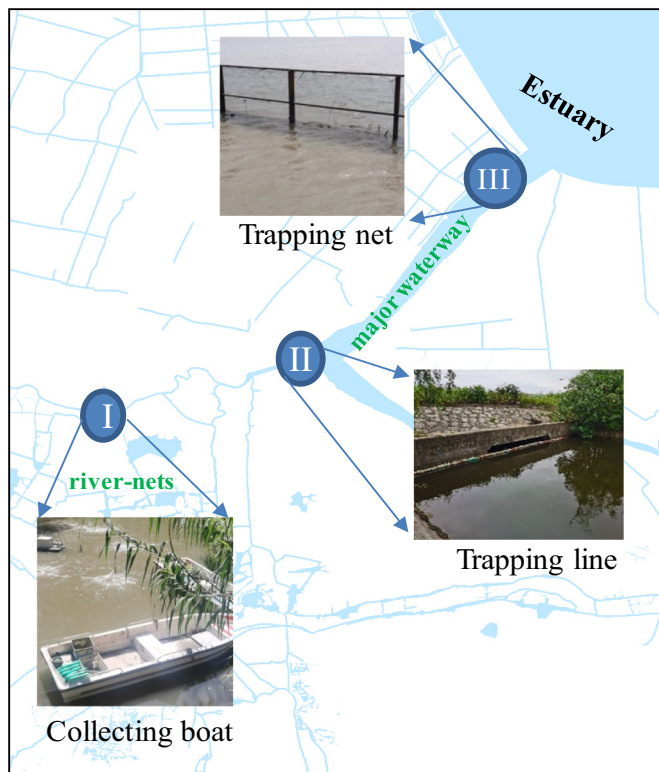 Estuary
III
Trapping net
major waterway
II
I
river-nets
Trapping line
Collecting boat